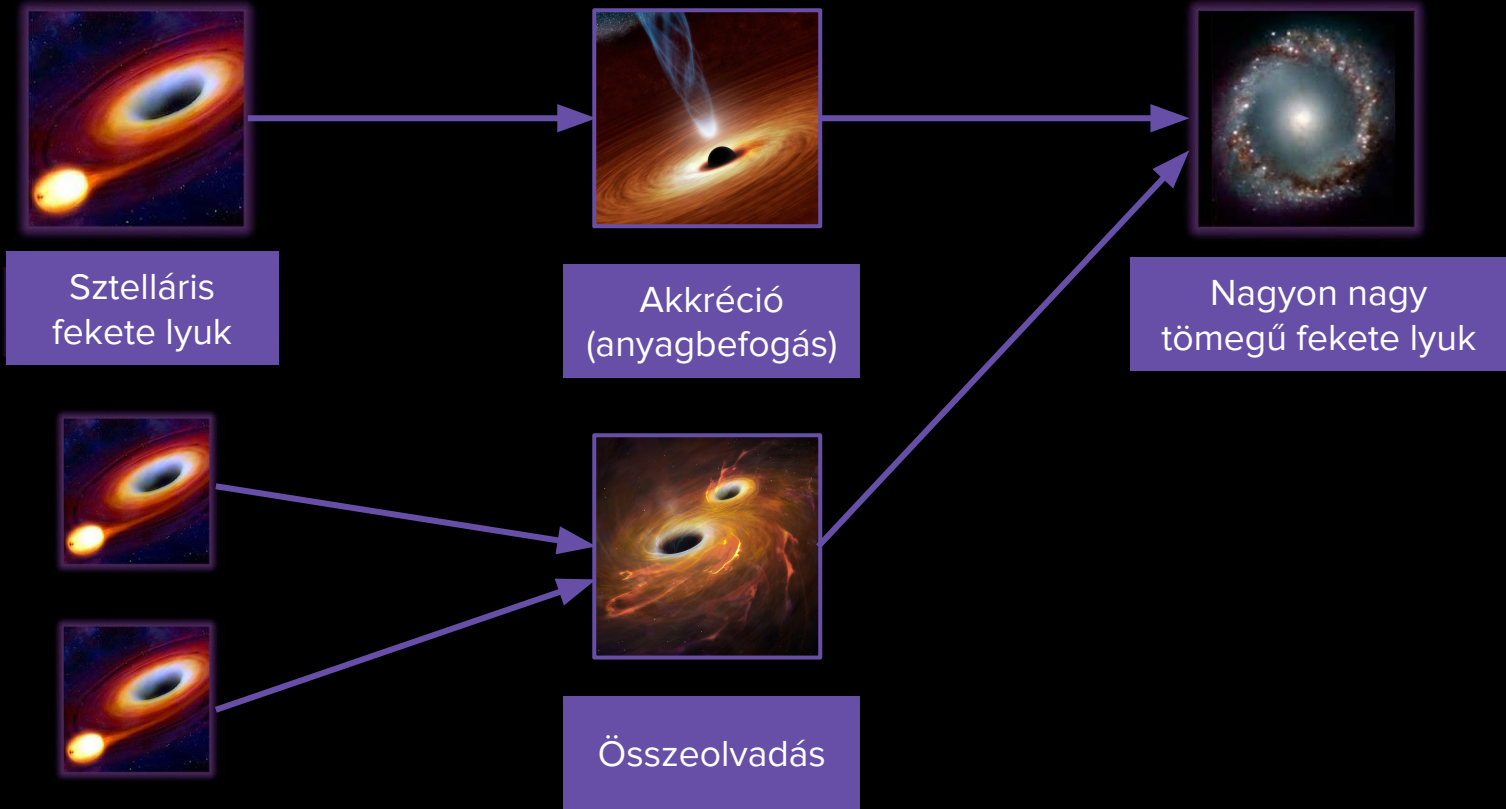 Sztelláris
fekete lyuk
Akkréció
(anyagbefogás)
Nagyon nagy
tömegű fekete lyuk
Összeolvadás